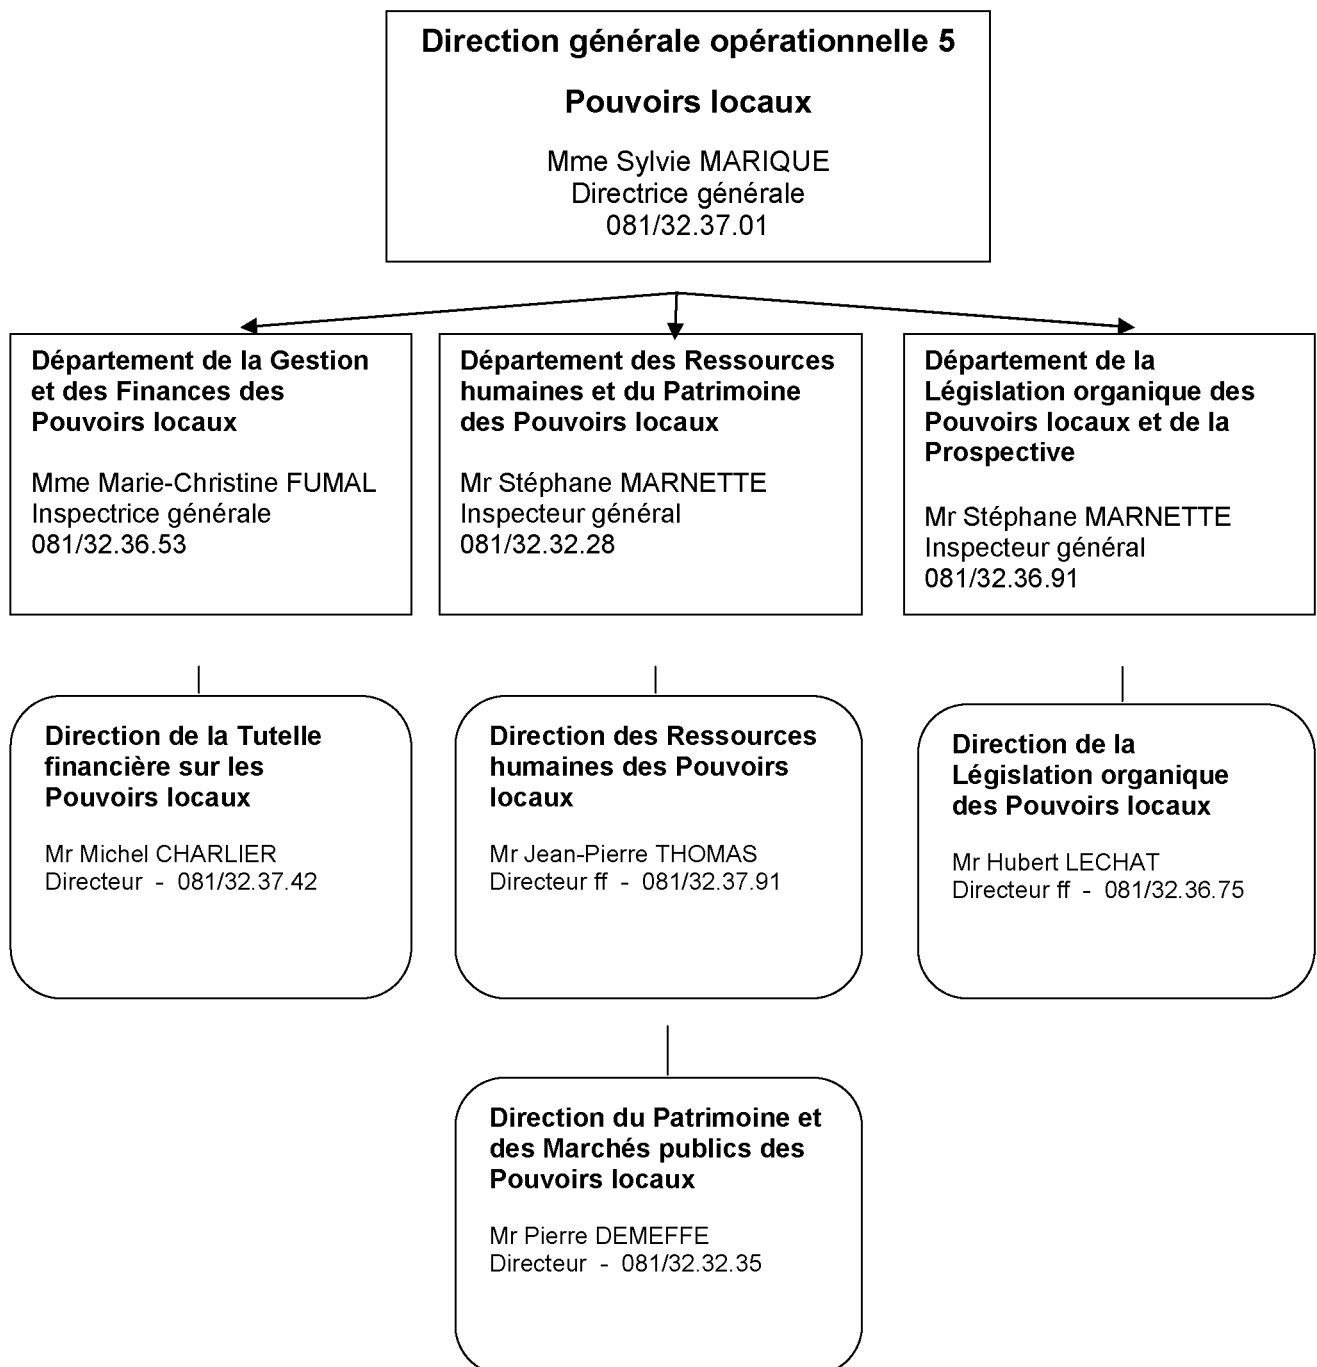 Direction générale opérationnelle 5
Pouvoirs locaux
Mme Sylvie MARIQUE
Directrice générale
081/32.37.01
Département de la Gestion
et des Finances des
Pouvoirs locaux
Mme Marie-Christine FUMAL
Inspectrice générale
081/32.36.53
Département des Ressources
humaines et du Patrimoine
des Pouvoirs locaux
Mr Stéphane MARNETTE
Inspecteur général
081/32.32.28
Département de la
Législation organique des
Pouvoirs locaux et de la
Prospective
Mr Stéphane MARNETTE
Inspecteur général
081/32.36.91
Direction de la Tutelle
financière sur les
Pouvoirs locaux
Mr Michel CHARLIER
Directeur - 081/32.37.42
Direction des Ressources
humaines des Pouvoirs
locaux
Mr Jean-Pierre THOMAS
Directeur ff - 081/32.37.91
Direction de la
Législation organique
des Pouvoirs locaux
Mr Hubert LECHAT
Directeur ff - 081/32.36.75
Direction du Patrimoine et
des Marchés publics des
Pouvoirs locaux
Mr Pierre DEMEFFE
Directeur - 081/32.32.35